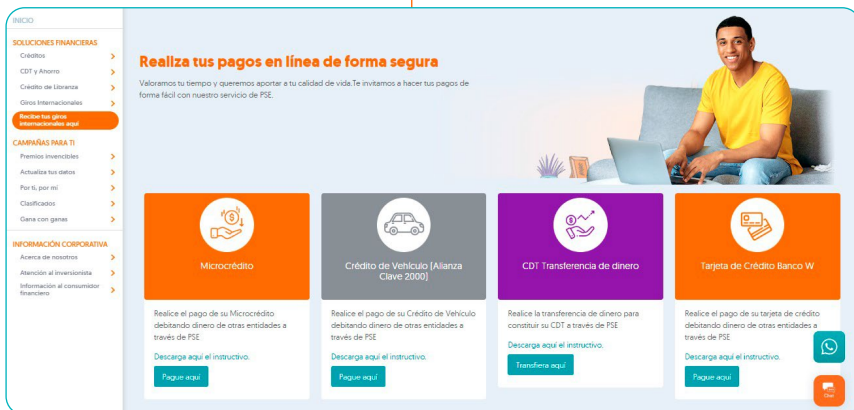 INICIO
SOLUCIONES FINANCIERAS
Créditos
CDT y Ahorro
Crédito de Libranza
Giros Internacionales
Recibe tus giros
internacionales aquí
CAMPAÑAS PARA TI
Premios invencibles
Actualiza tus datos
Por ti, por mi
Clasificados
Gana con ganas
INFORMACIÓN CORPORATIVA
Acerca de nosotros
Atención al inversionista
Información al consumidor
financiero
Realiza tus pagos en línea de forma segura
Valoramos tu tiempo y queremos aportar a tu calidad de vida.Te invitamos a hacer tus pagos de
forma fácil con nuestro servicio de PSE.
Microcrédito
Realice el pago de su Microcrédito
debitando dinero de otras entidades a
través de PSE
Descarga aquí el instructivo.
Pague aquí
Crédito de Vehículo [Alianza
Clave 2000]
Realice el pago de su Crédito de Vehículo
debitando dinero de otras entidades a
través de PSE
Descarga aquí el instructivo.
Pague aquí
CDT Transferencia de dinero
Realice la transferencia de dinero para
constituir su CDT a través de PSE
Descarga aquí el instructivo.
Transfiera aquí
Tarjeta de Crédito Banco W
Realice el pago de su tarjeta de crédito
debitando dinero de otras entidades a
través de PSE
Descarga aquí el instructivo.
Pague aquí
Chat